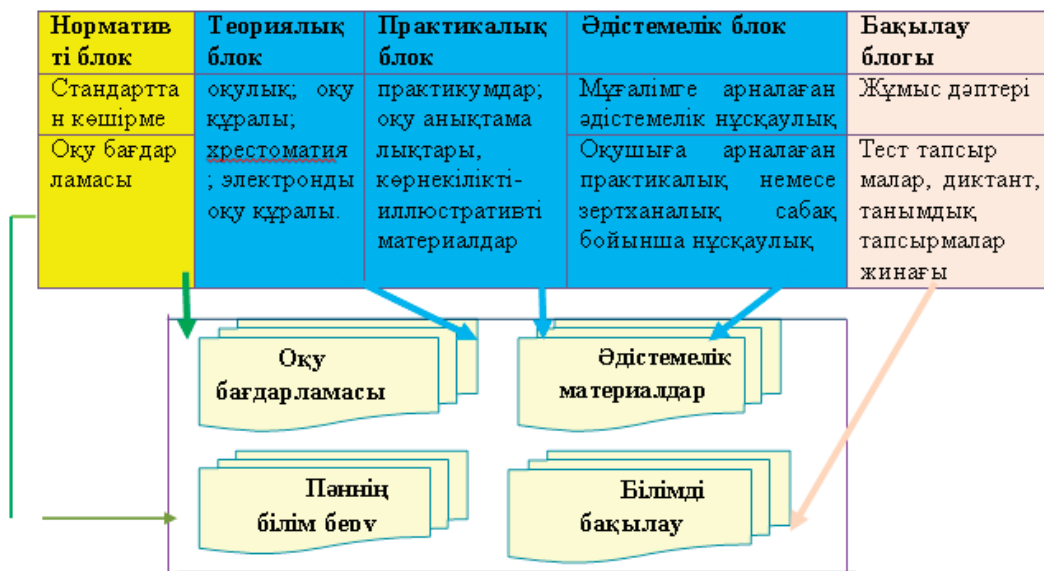 Норматив
ті блок
Теориялық
блок
Практикалық
блок
Әдістемелік блок
Бақылау
блогы
Стандартта
н көшірме
Оқу бағдар
ламасы
оқулық; оқу
құралы;
хрестоматия
; электронды
оқу құралы.
практикумдар;
оқу анықтама
лықтары,
көрнекілікті-
иллюстративті
материалдар
Мұғалімге арналаған
әдістемелік нұсқаулық
Оқушыға арналаған
практикалық немесе
зертханалық сабақ
бойынша нұсқаулық
Жұмыс дәптері
Тест тапсыр
малар, диктант,
танымдық
тапсырмалар
жинағы
Оқу
бағдарламасы
Әдістемелік
материалдар
Пәннің
білім беру
Білімді
бақылау